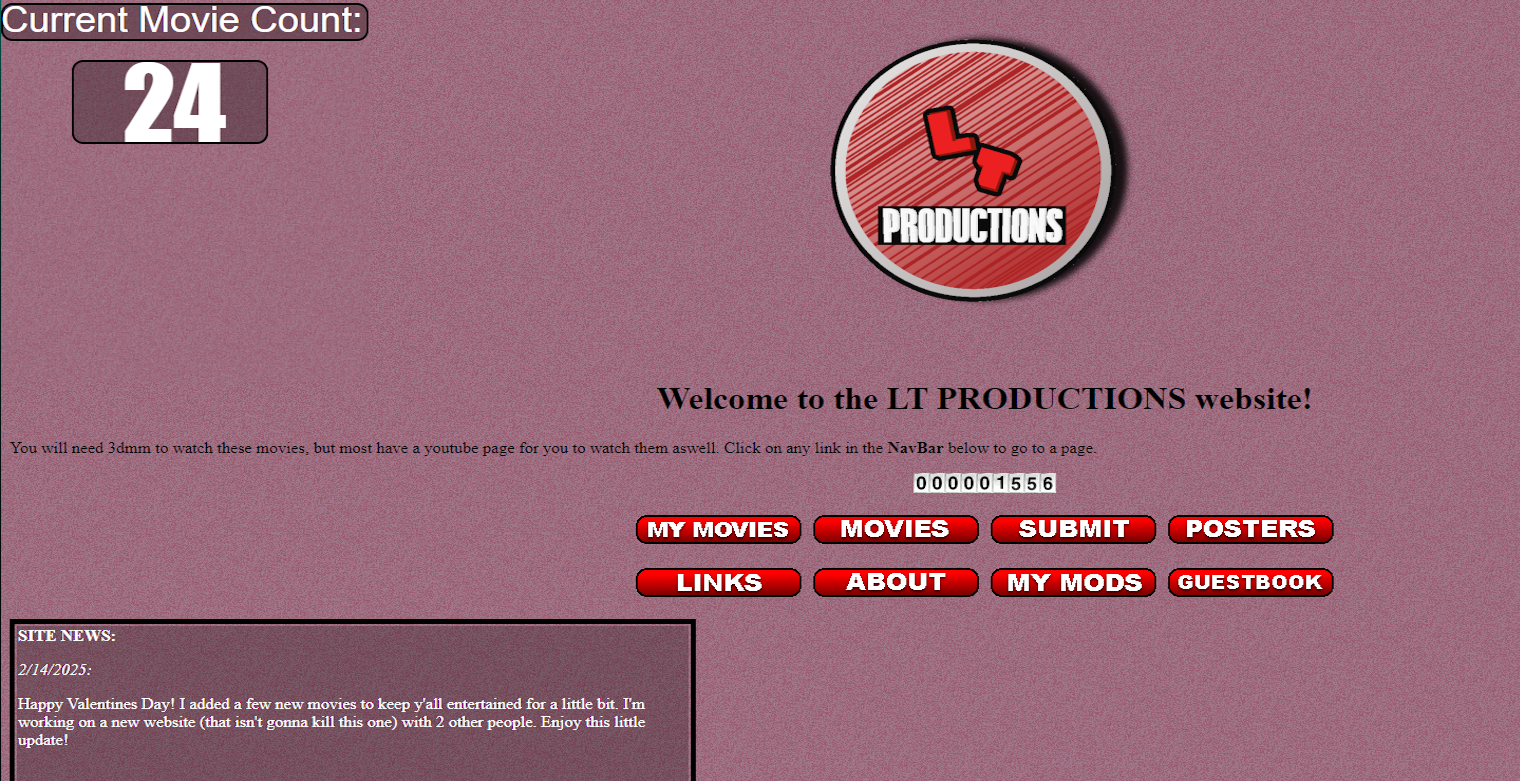 Current Movie Count:
24
LT
PRODUCTIONS
Welcome to the LT PRODUCTIONS website!
You will need 3dmm to watch these movies, but most have a youtube page for you to watch them aswell. Click on any link in the NavBar below to go to a page.
000001556
MY MOVIES MOVIES SUBMIT POSTERS
LINKS ABOUT MY MODS GUESTBOOK
SITE NEWS:
2/14/2025:
Happy Valentines Day! I added a few new movies to keep y'all entertained for a little bit. I'm
working on a new website (that isn't gonna kill this one) with 2 other people. Enjoy this little
update!